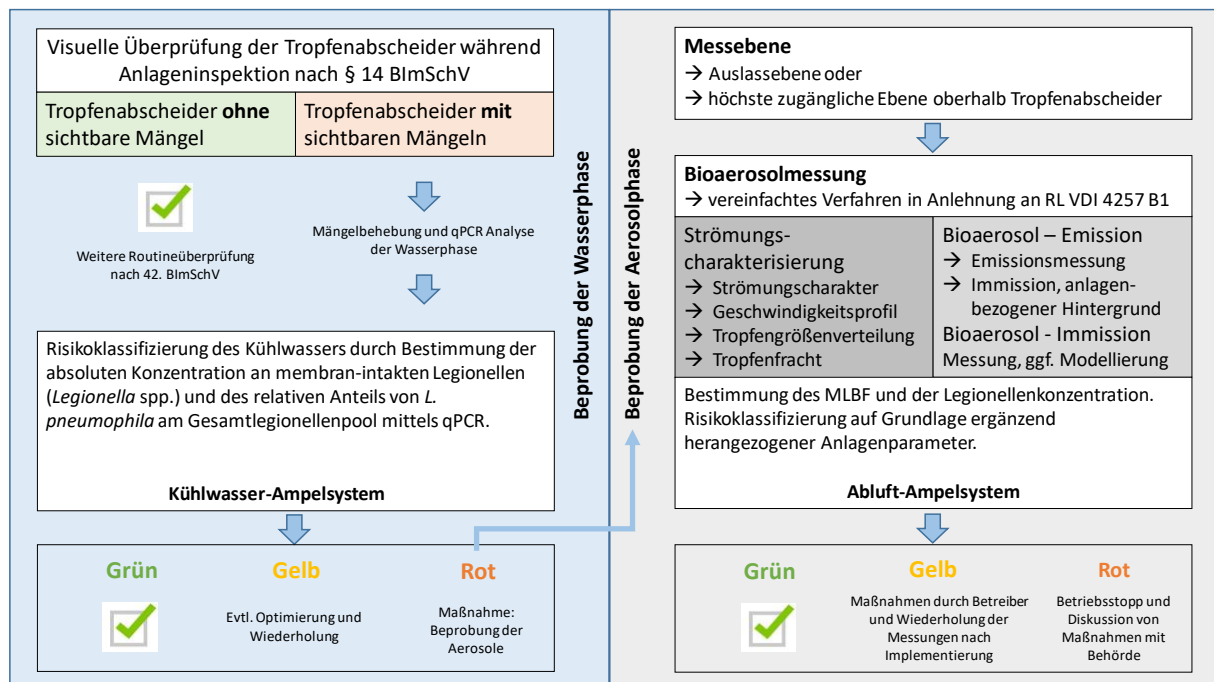 Visuelle Überprüfung der Tropfenabscheider während
Anlageninspektion nach § 14 BImSchV
Tropfenabscheider ohne
sichtbare Mängel
Tropfenabscheider mit
sichtbaren Mängeln
Weitere Routineüberprüfung
nach 42. BImSchV
Mängelbehebung und qPCR Analyse
der Wasserphase
Risikoklassifizierung des Kühlwassers durch Bestimmung der
absoluten Konzentration an membran-intakten Legionellen
(Legionella spp.) und des relativen Anteils von L.
pneumophila am Gesamtlegionellenpool mittels qPCR.
Kühlwasser-Ampelsystem
Grün
Gelb
Evtl. Optimierung und
Wiederholung
Rot
Maßnahme:
Beprobung der
Aerosole
Beprobung der Wasserphase
Beprobung der Aerosolphase
Messebene
→ Auslassebene oder
→ höchste zugängliche Ebene oberhalb Tropfenabscheider
Bioaerosolmessung
→ vereinfachtes Verfahren in Anlehnung an RL VDI 4257 B1
Strömungs-
charakterisierung
→ Strömungscharakter
→ Geschwindigkeitsprofil
→ Tropfengrößenverteilung
→ Tropfenfracht
Bioaerosol – Emission
→ Emissionsmessung
→ Immission, anlagen-
bezogener Hintergrund
Bioaerosol - Immission
Messung, ggf. Modellierung
Bestimmung des MLBF und der Legionellenkonzentration.
Risikoklassifizierung auf Grundlage ergänzend
herangezogener Anlagenparameter.
Abluft-Ampelsystem
Grün
Gelb
Maßnahmen durch Betreiber
und Wiederholung der
Messungen nach
Implementierung
Rot
Betriebsstopp und
Diskussion von
Maßnahmen mit
Behörde